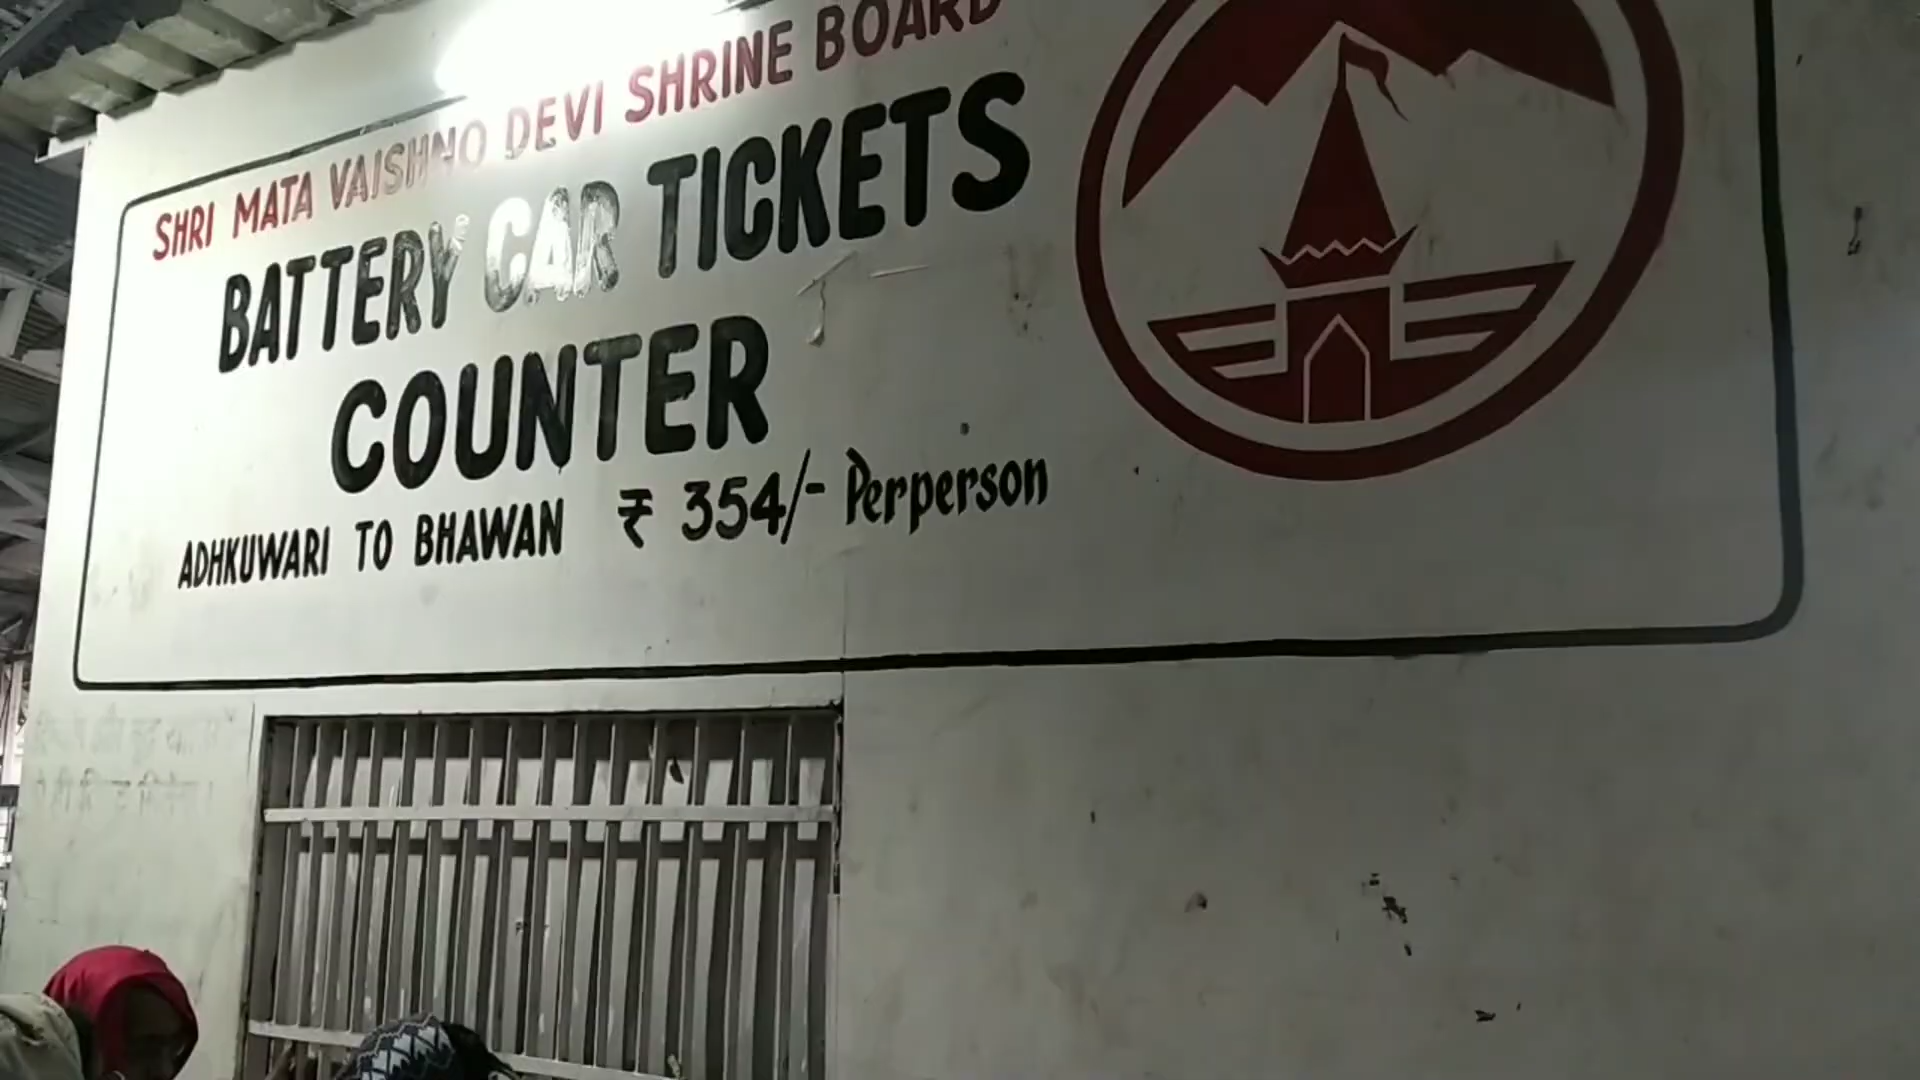 SHRI MATA VAISHNO DEVI SHRINE BOARD
BATTERY CAR TICKETS
COUNTER
ADHKUWARI TO BHAWAN ₹ 354/- Perperson